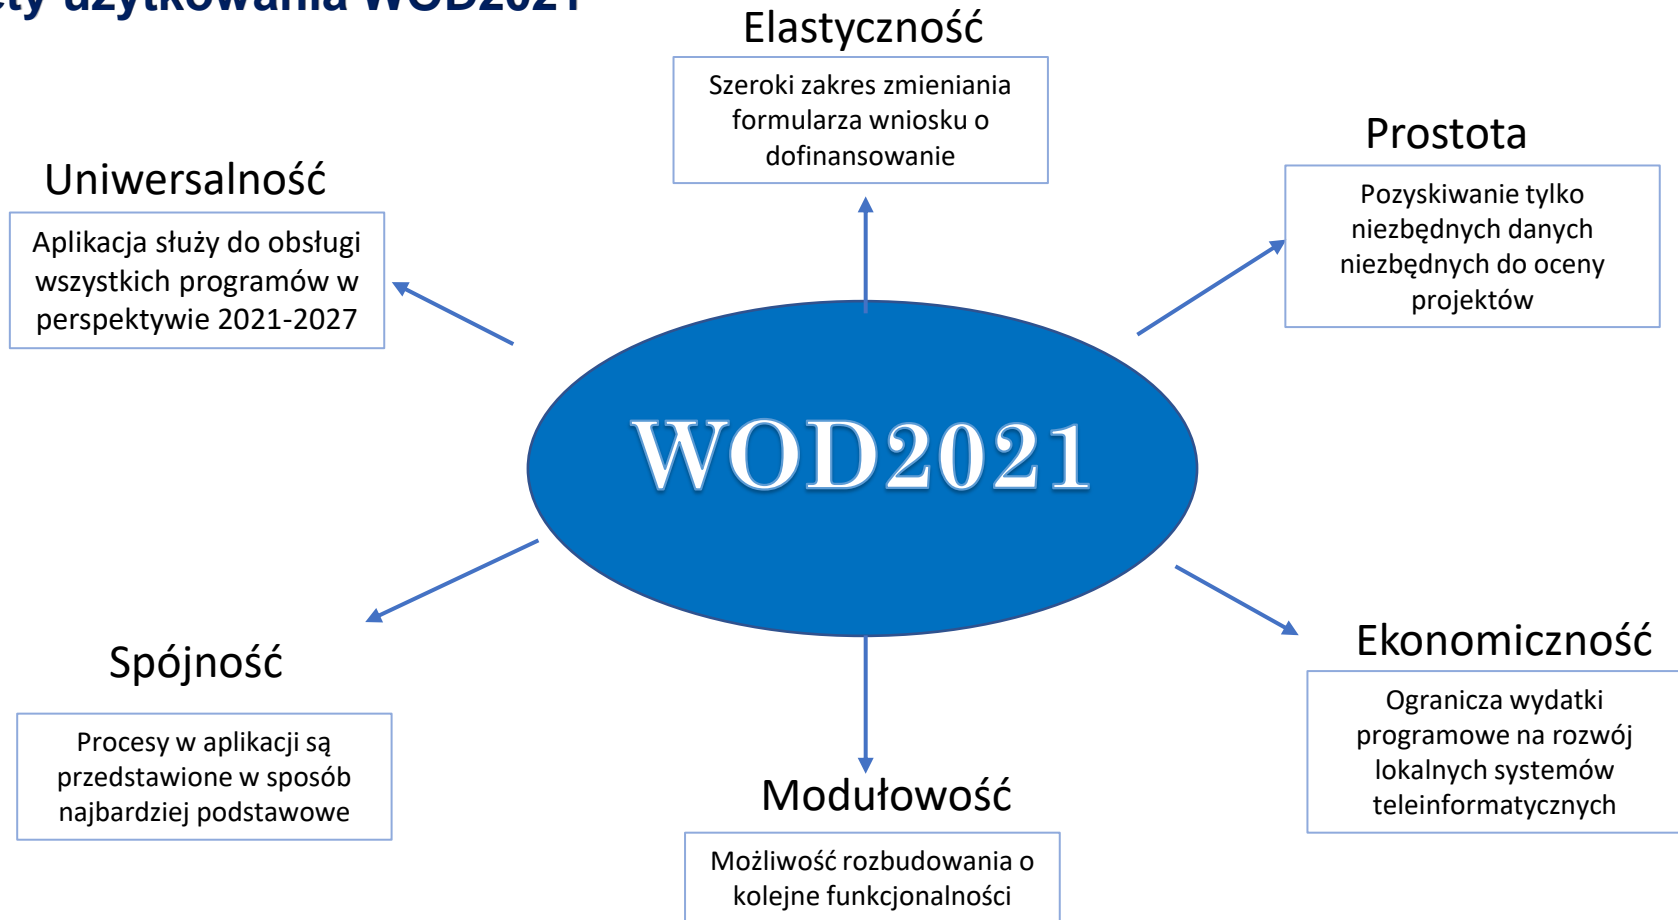 użytkowania WOD2021
Elastyczność
Szeroki zakres zmieniania
formularza wniosku o
dofinansowanie
Prostota
Pozyskiwanie tylko
niezbędnych danych
niezbędnych do oceny
projektów
Uniwersalność
Aplikacja służy do obsługi
wszystkich programów w
perspektywie 2021-2027
WOD2021
Spójność
Procesy w aplikacji są
przedstawione w sposób
najbardziej podstawowe
Modułowość
Możliwość rozbudowania o
kolejne funkcjonalności
Ekonomiczność
Ogranicza wydatki
programowe na rozwój
lokalnych systemów
teleinformatycznych